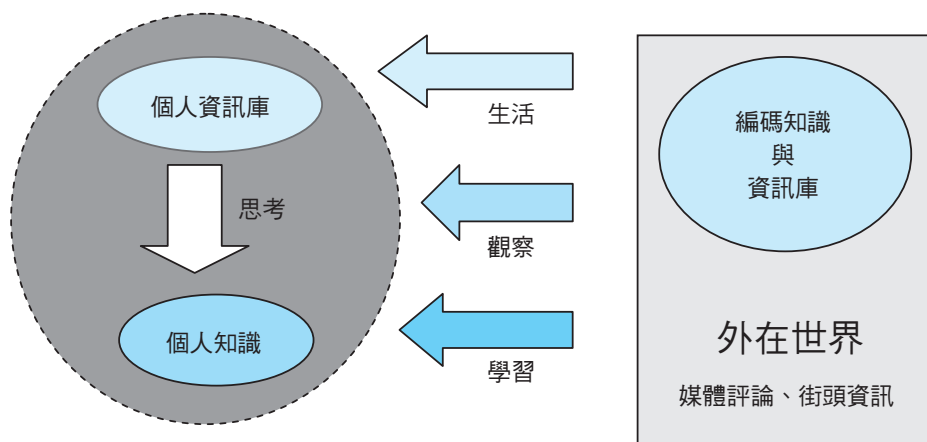 個人資訊庫
思考
個人知識
生活
觀察
學習
編碼知識
與
資訊庫
外在世界
媒體評論、街頭資訊